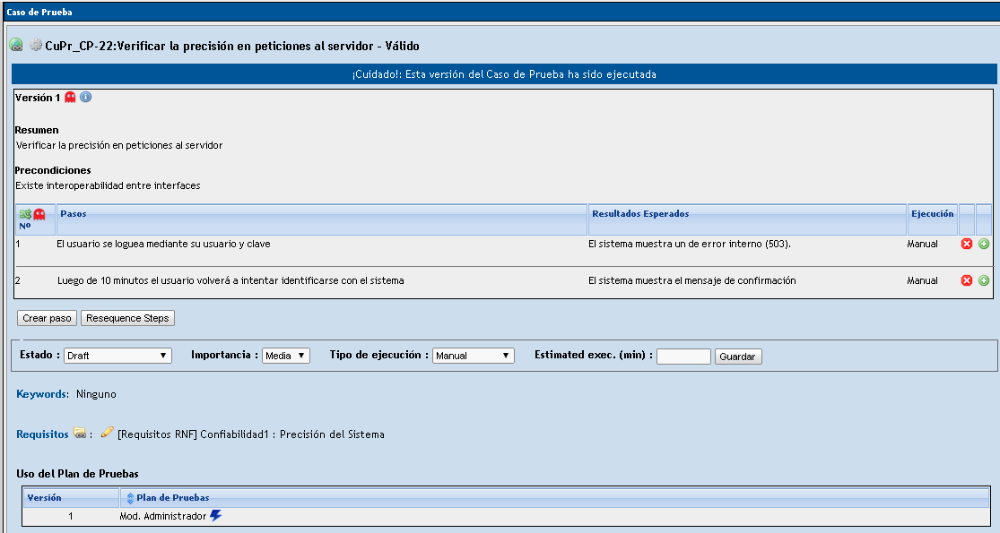 Caso de Prueba
CuPr_CP-22:Verificar la precisión en peticiones al servidor - Válido
¡Cuidado!: Esta versión del Caso de Prueba ha sido ejecutada
Versión 1
Resumen
Verificar la precisión en peticiones al servidor
Precondiciones
Existe interoperabilidad entre interfaces
Nº Pasos Resultados Esperados Ejecución
1 El usuario se loguea mediante su usuario y clave El sistema muestra un de error interno (503). Manual
2 Luego de 10 minutos el usuario volverá a intentar identificarse con el sistema El sistema muestra el mensaje de confirmación Manual
Crear paso Resequence Steps
Estado : Draft Importancia : Media Tipo de ejecución : Manual Estimated exec. (min) : Guardar
Keywords: Ninguno
Requisitos : [Requisitos RNF] Confiabilidad1 : Precisión del Sistema
Uso del Plan de Pruebas
Versión Plan de Pruebas
1 Mod. Administrador